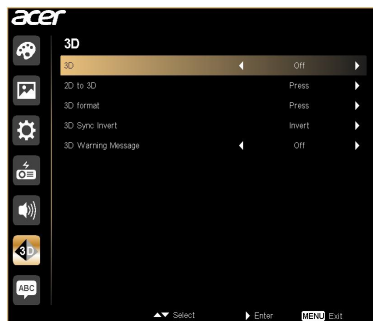 acer
3D
3D Off
2D to 3D Press
3D format Press
3D Sync Invert Invert
3D Warning Message Off
3D
ABC
Select Enter MENU Exit